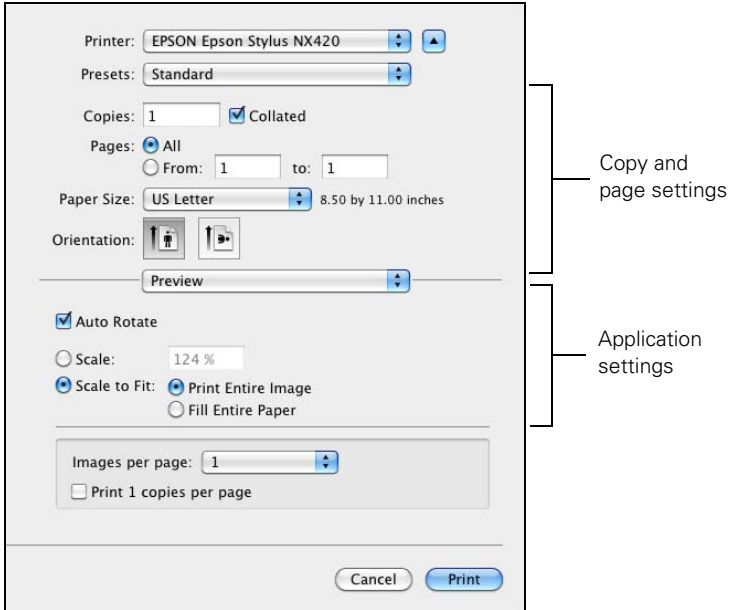 Printer: EPSON Epson Stylus NX420
Presets: Standard
Copies: 1 Collated
Pages: All
From: 1 to: 1
Paper Size: US Letter 8.50 by 11.00 inches
Orientation:
Preview
Auto Rotate
Scale: 124 %
Scale to Fit: Print Entire Image
Fill Entire Paper
Images per page: 1
Print 1 copies per page
Cancel Print
Copy and
page settings
Application
settings